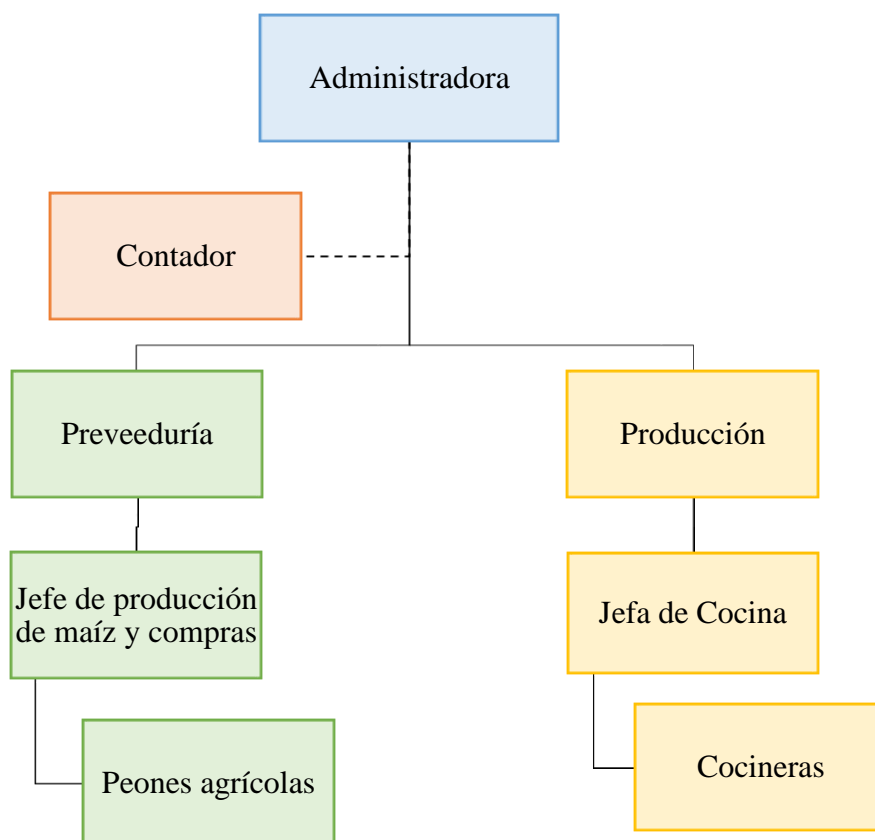 Administradora
Contador
Preveeduría
Producción
Jefe de producción
de maíz y compras
Jefa de Cocina
Peones agrícolas
Cocineras